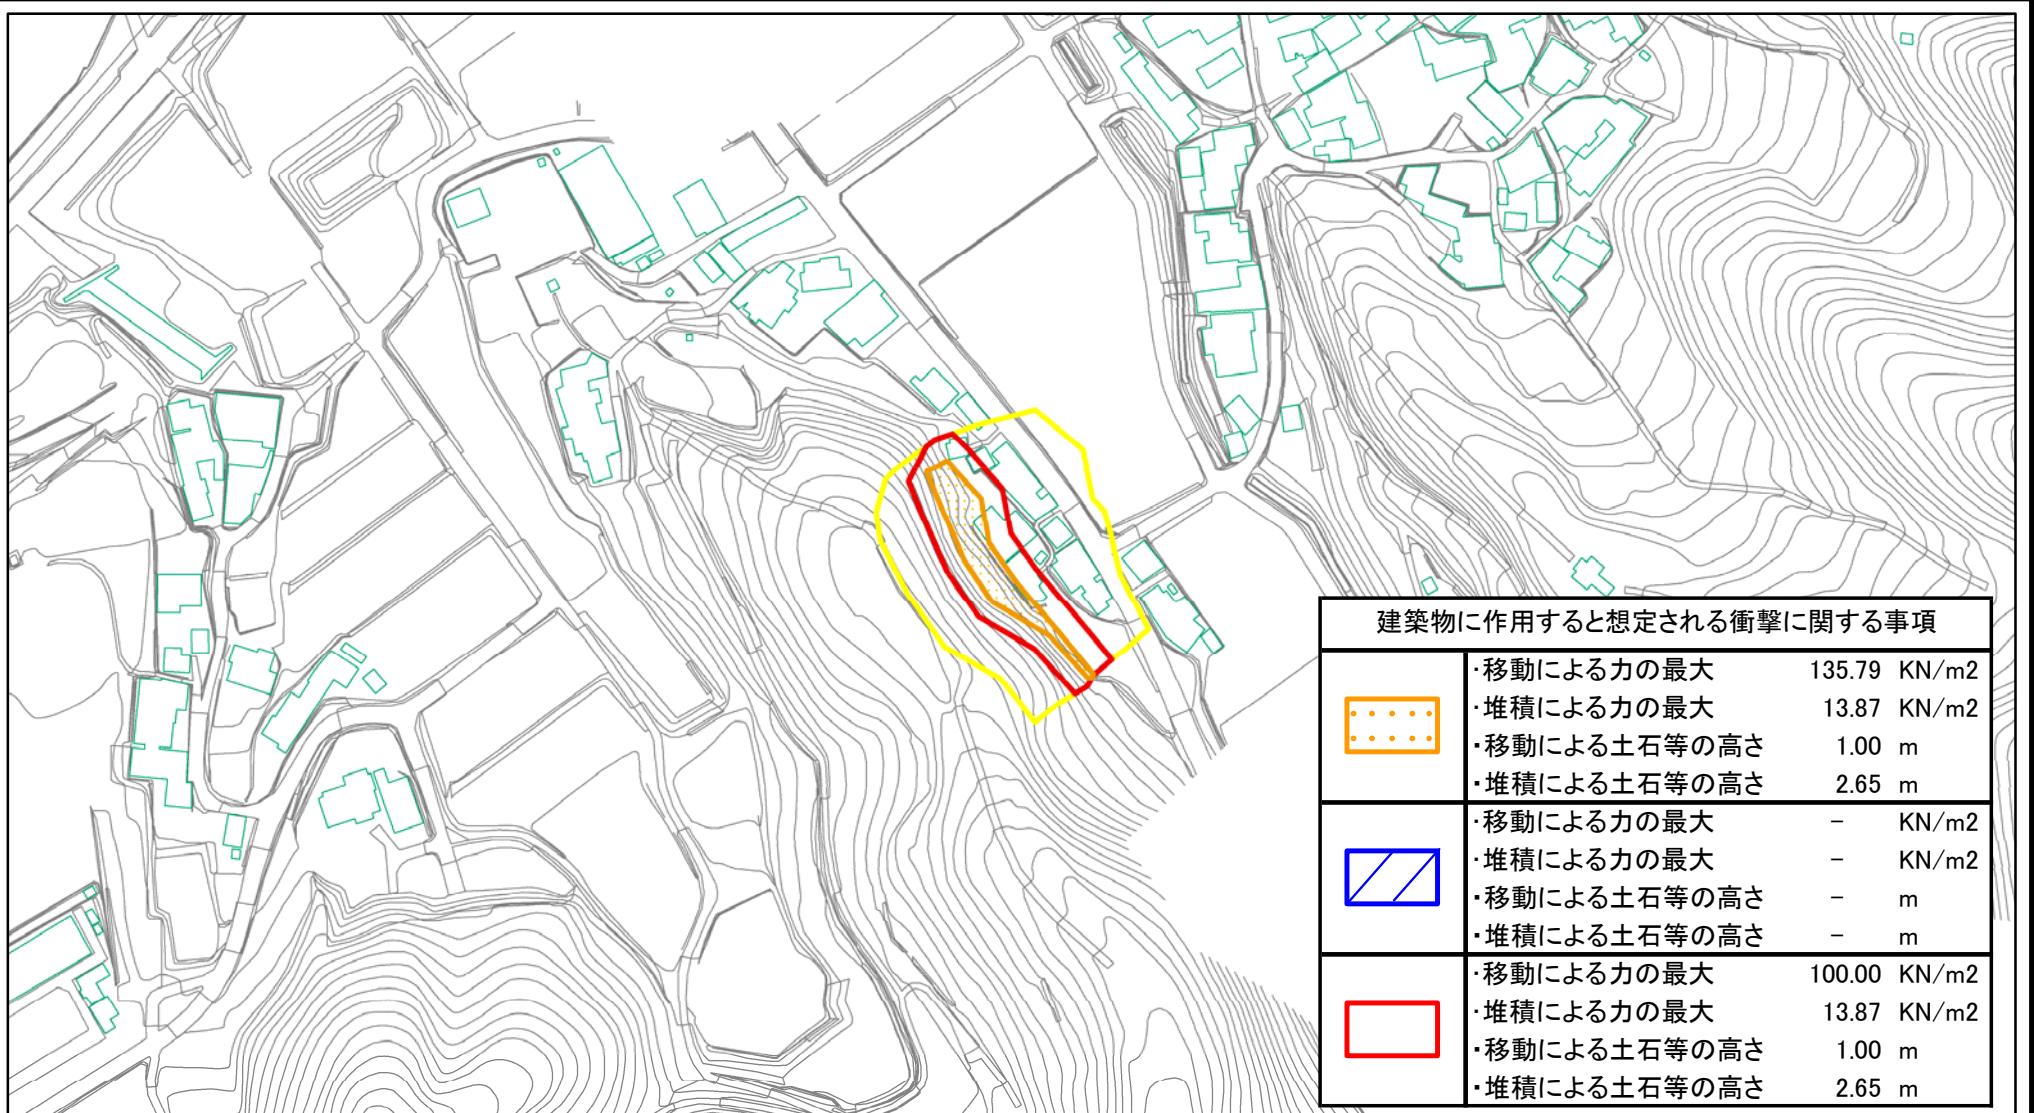 建築物に作用すると想定される衝撃に関する事項
・移動による力の最大 135.79 KN/m2
・堆積による力の最大 13.87 KN/m2
・移動による土石等の高さ 1.00 m
・堆積による土石等の高さ 2.65 m
・移動による力の最大 － KN/m2
・堆積による力の最大 － KN/m2
・移動による土石等の高さ － m
・堆積による土石等の高さ － m
・移動による力の最大 100.00 KN/m2
・堆積による力の最大 13.87 KN/m2
・移動による土石等の高さ 1.00 m
・堆積による土石等の高さ 2.65 m